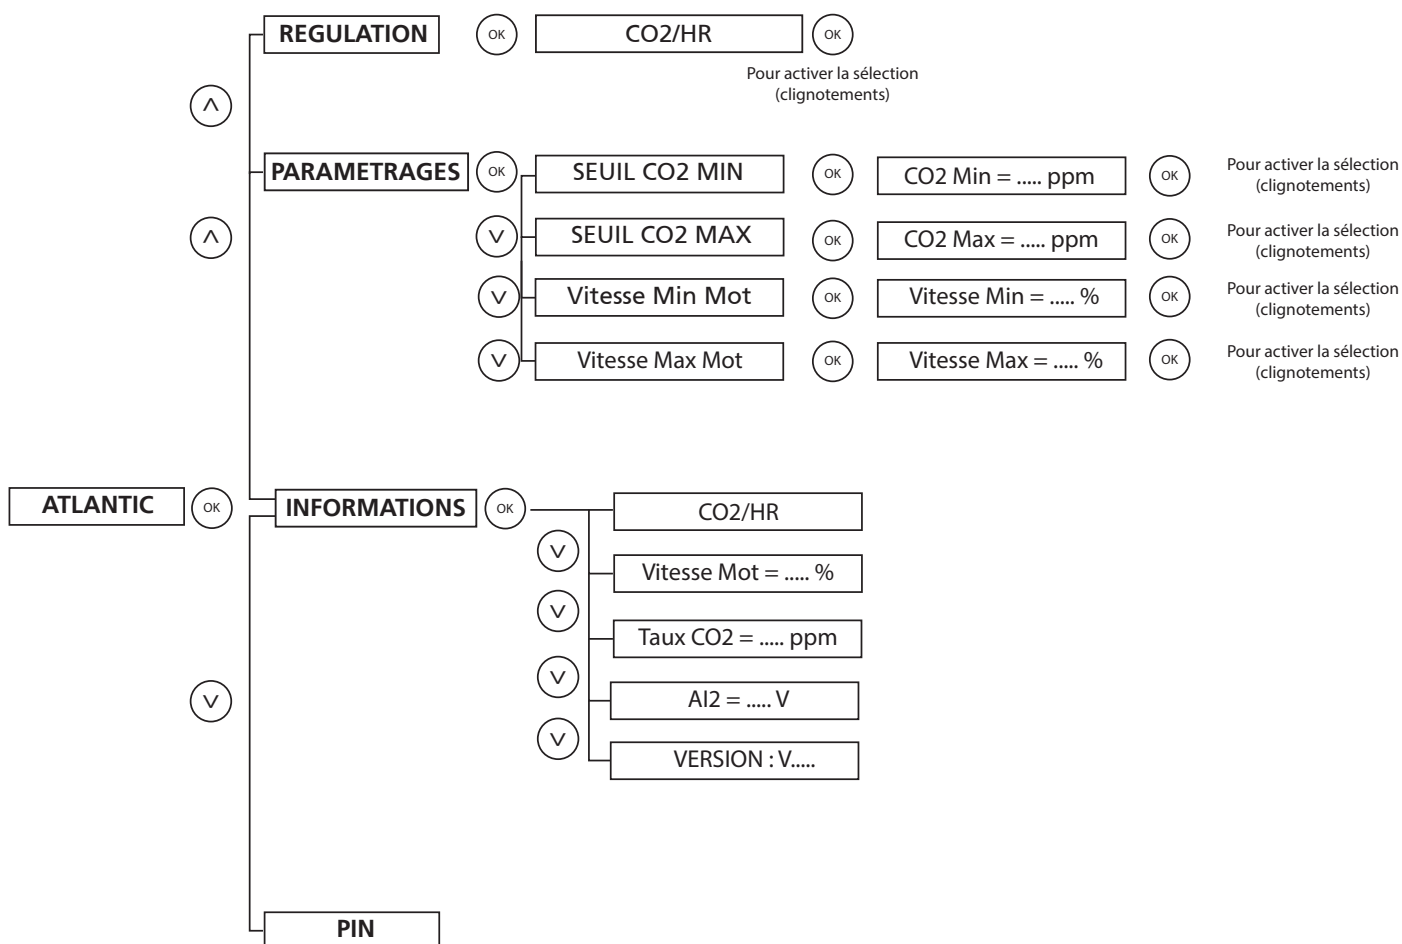 REGULATION OK CO2/HR OK
Pour activer la sélection
(clignotements)
PARAMETRAGES OK SEUIL CO2 MIN OK CO2 Min = ..... ppm OK Pour activer la sélection
(clignotements)
SEUIL CO2 MAX OK CO2 Max = ..... ppm OK Pour activer la sélection
(clignotements)
Vitesse Min Mot OK Vitesse Min = ..... % OK Pour activer la sélection
(clignotements)
Vitesse Max Mot OK Vitesse Max = ..... % OK Pour activer la sélection
(clignotements)
ATLANTIC OK INFORMATIONS OK CO2/HR
Vitesse Mot = ..... %
Taux CO2 = ..... ppm
AI2 = ..... V
VERSION : V.....
PIN